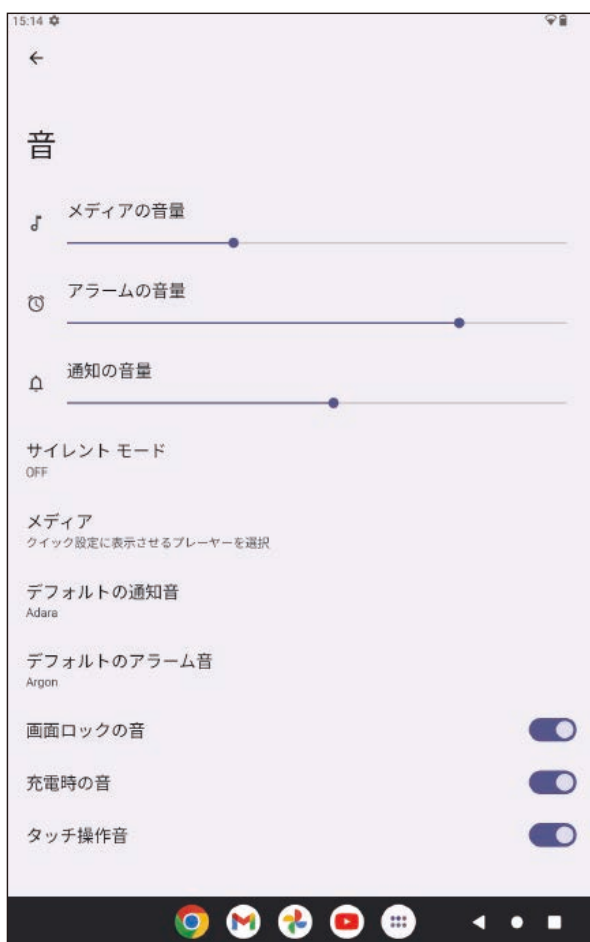 15:14
音
メディアの音量
アラームの音量
通知の音量
サイレント モード
OFF
メディア
クイック設定に表示させるプレーヤーを選択
デフォルトの通知音
Adara
デフォルトのアラーム音
Argon
画面ロックの音
充電時の音
タッチ操作音